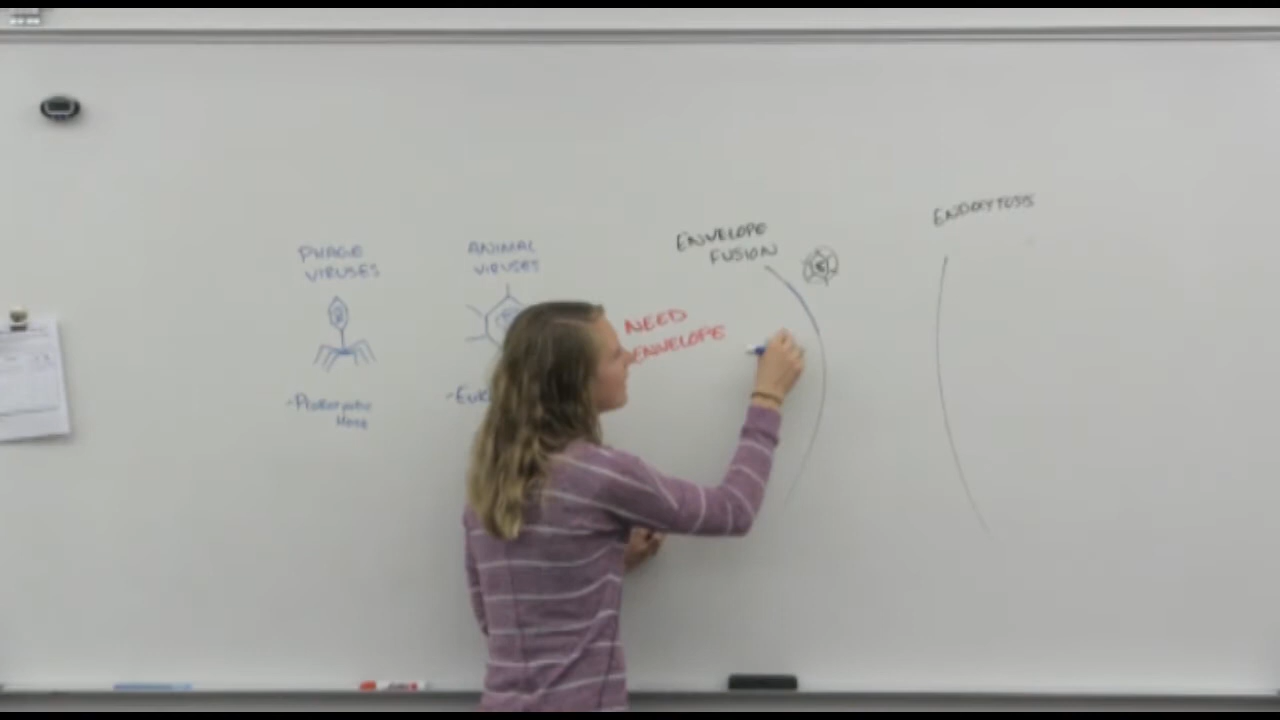 PHAGE
VIRUSES
- Prokaryotic
Host
ANIMAL
VIRUSES
NEED
ENVELOPE
ENVELOPE
FUSION
ENDOCYTOSIS